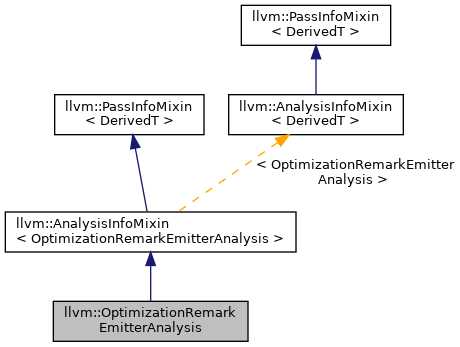 llvm::PassInfoMixin
< DerivedT >
llvm::PassInfoMixin
< DerivedT >
llvm::AnalysisInfoMixin
< DerivedT >
< OptimizationRemarkEmitter
Analysis >
llvm::AnalysisInfoMixin
< OptimizationRemarkEmitterAnalysis >
llvm::OptimizationRemark
EmitterAnalysis